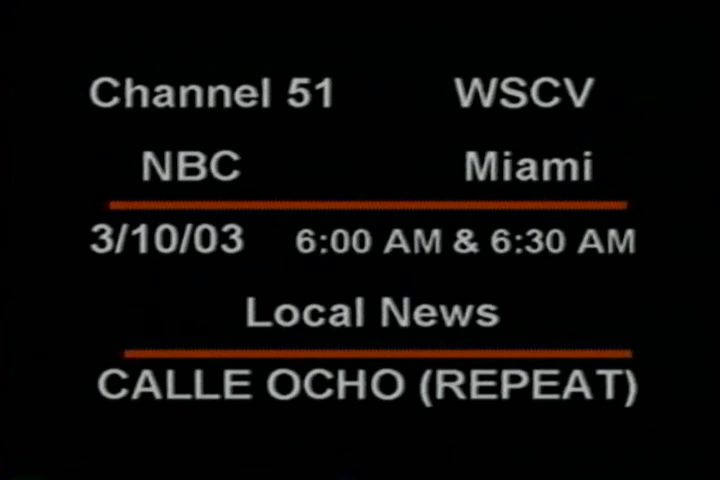 Channel 51 WSCV
NBC Miami
3/10/03 6:00 AM & 6:30 AM
Local News
CALLE OCHO (REPEAT)